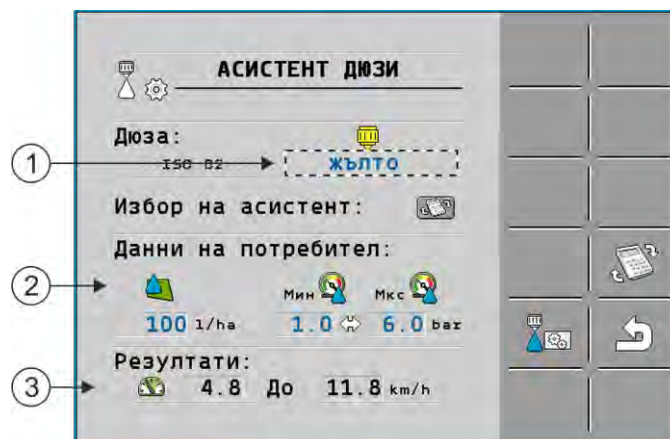 АСИСТЕНТ ДЮЗИ
Дюза:
ISO 02 жълто
1
Избор на асистент:
Данни на потребител:
2
Мин Мкс
100 l/ha 1.0 6.0 bar
Резултати:
3
4.8 До 11.8 km/h